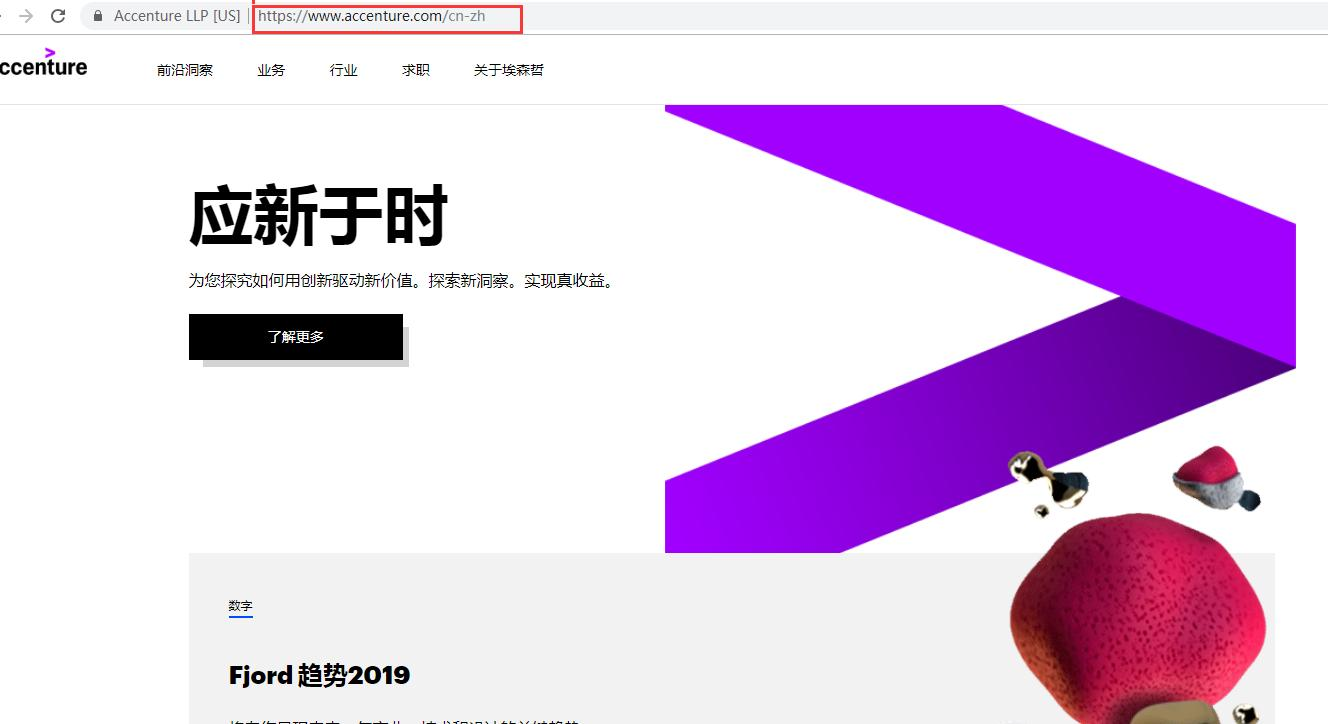 Accenture LLP [US] | https://www.accenture.com/cn-zh
ccenture
前沿洞察 业务 行业 求职 关于埃森哲
应新于时
为您探究如何用创新驱动新价值。探索新洞察。实现真收益。
了解更多
数字
Fjord 趋势2019